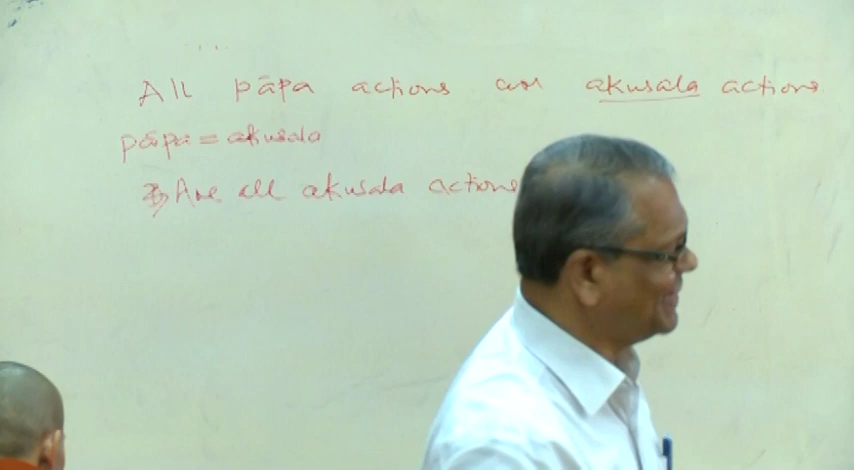 All pāpa actions are akusala actions
pāpa = akusala
Are all akusala actions